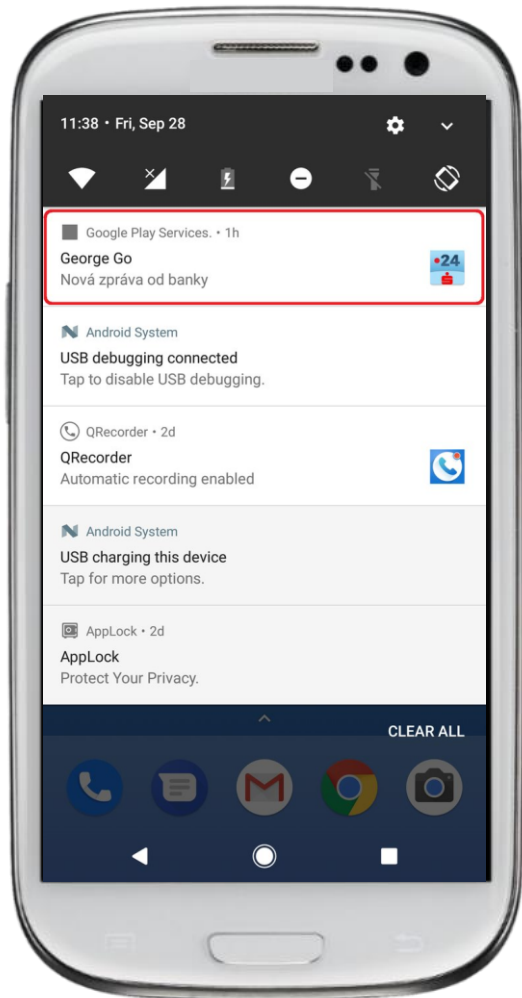 11:38 • Fri, Sep 28
Google Play Services. • 1h
George Go
Nová zpráva od banky
•24
Android System
USB debugging connected
Tap to disable USB debugging.
QRecorder • 2d
QRecorder
Automatic recording enabled
Android System
USB charging this device
Tap for more options.
AppLock • 2d
AppLock
Protect Your Privacy.
CLEAR ALL